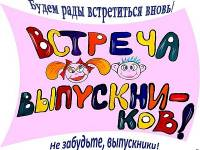 Будем рады встретиться вновь!
ВСТРЕЧА
ВЫПУСКНИ-
КОВ!
Не забудьте, выпускники!